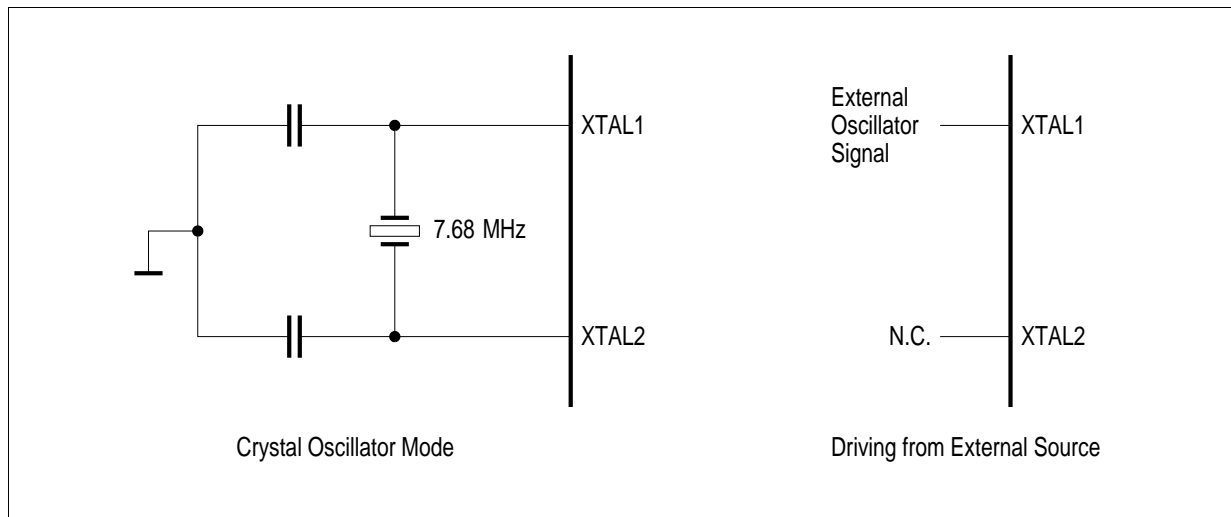 XTAL1
7.68 MHz
XTAL2
Crystal Oscillator Mode
External
Oscillator
Signal
XTAL1
N.C.
XTAL2
Driving from External Source